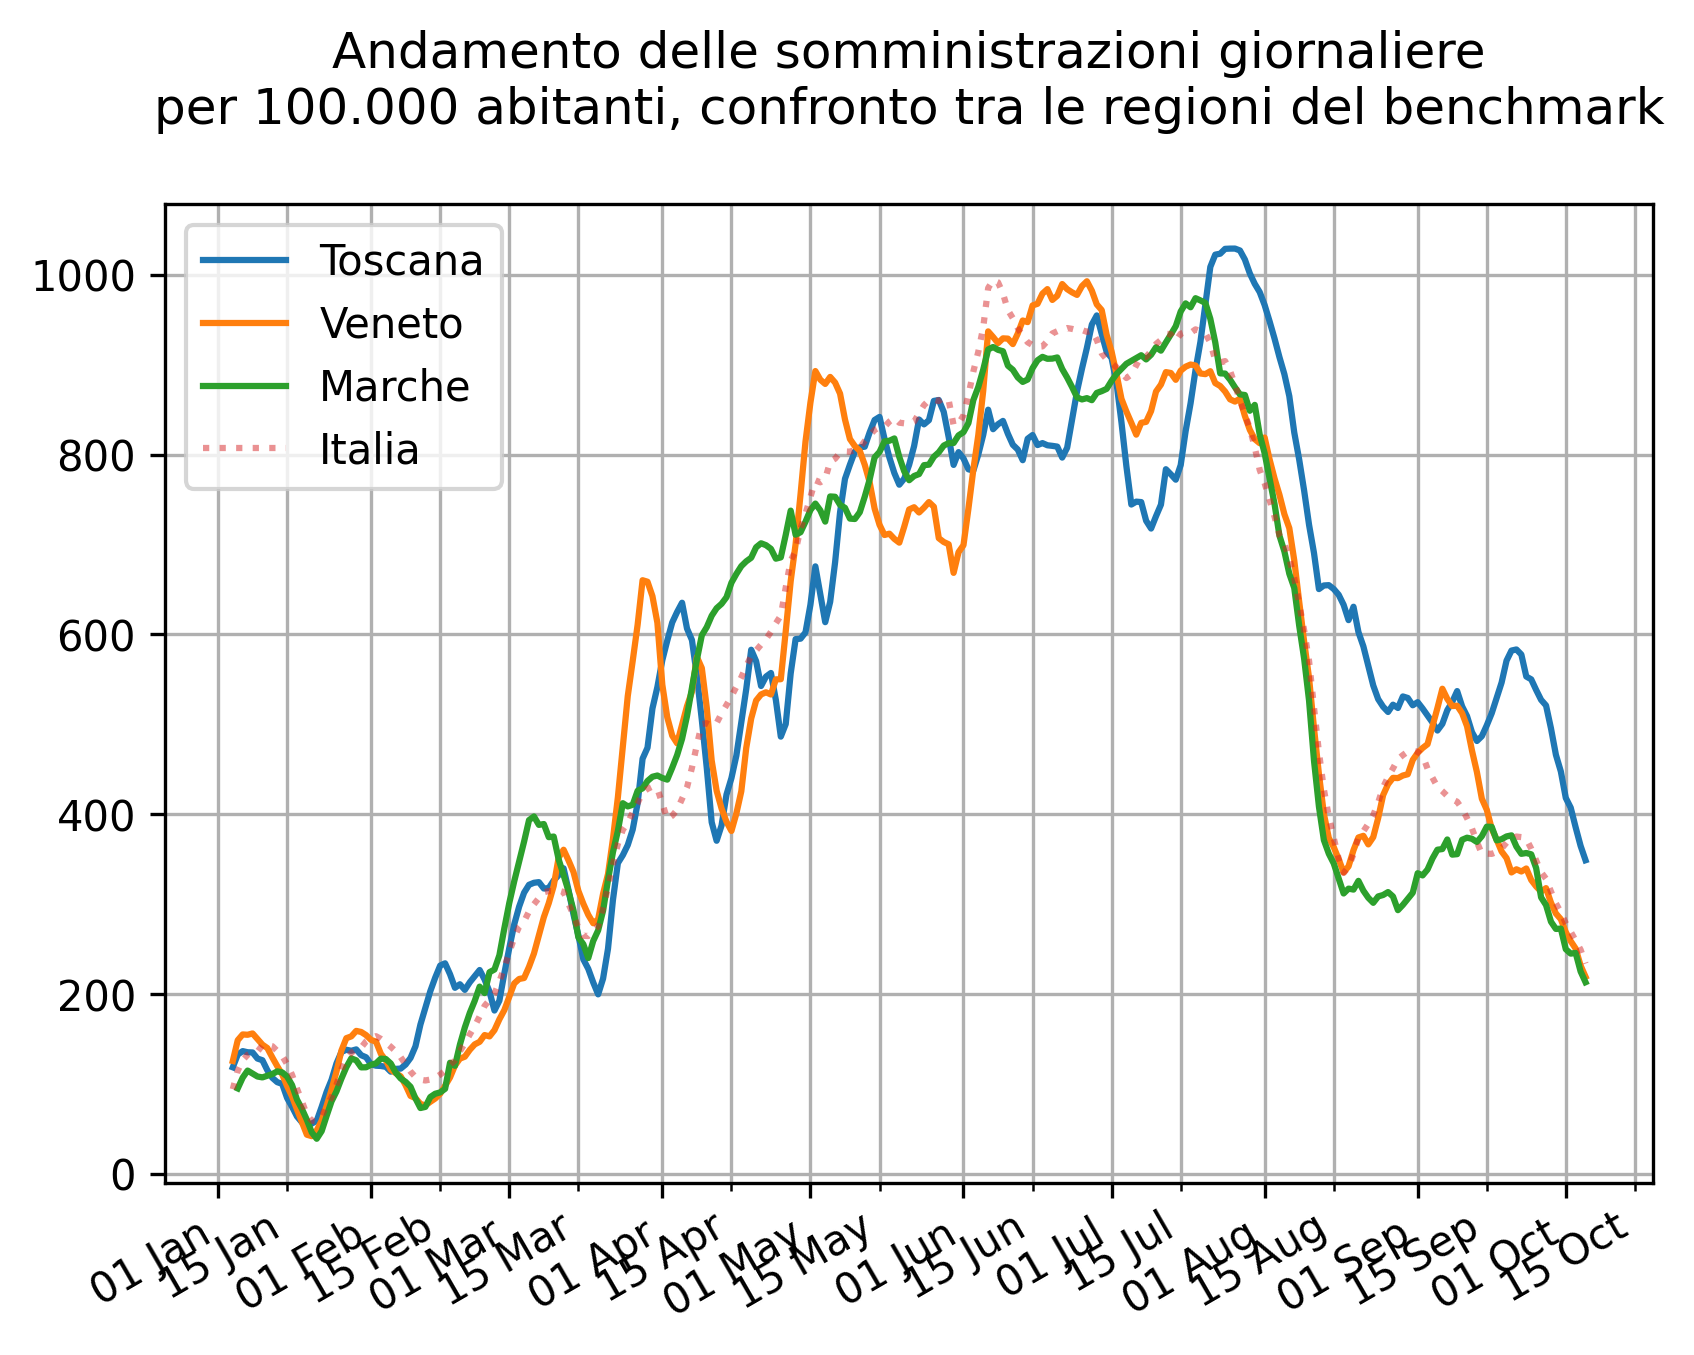 Andamento delle somministrazioni giornaliere
per 100.000 abitanti, confronto tra le regioni del benchmark
Toscana
Veneto
Marche
Italia
1000
800
600
400
200
0
01 Jan
15 Jan
01 Feb
15 Feb
01 Mar
15 Mar
01 Apr
15 Apr
01 May
15 May
01 Jun
15 Jun
01 Jul
15 Jul
01 Aug
15 Aug
01 Sep
15 Sep
01 Oct
15 Oct